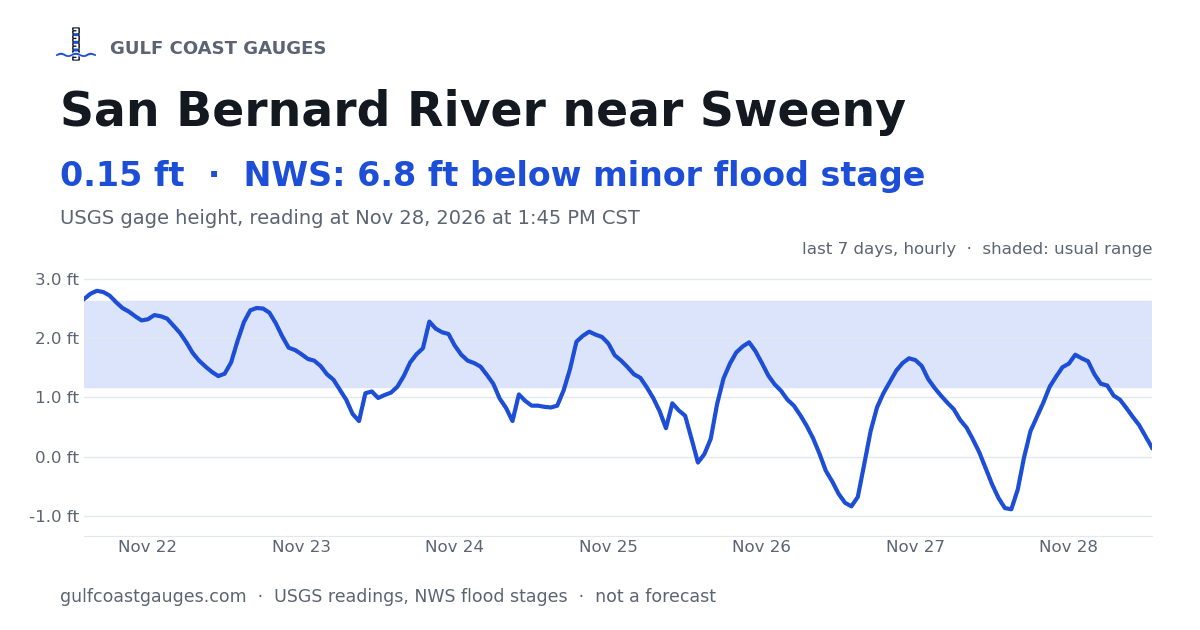 GULF COAST GAUGES
San Bernard River near Sweeny
0.15 ft · NWS: 6.8 ft below minor flood stage
USGS gage height, reading at Nov 28, 2026 at 1:45 PM CST
last 7 days, hourly · shaded: usual range
3.0 ft
2.0 ft
1.0 ft
0.0 ft
-1.0 ft
Nov 22 Nov 23 Nov 24 Nov 25 Nov 26 Nov 27 Nov 28
gulfcoastgauges.com · USGS readings, NWS flood stages · not a forecast